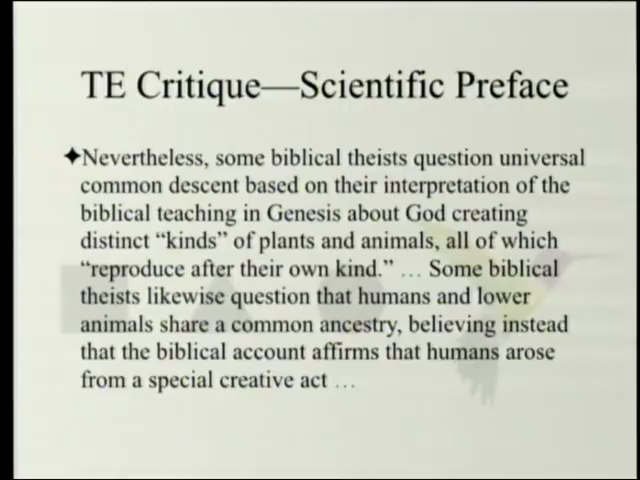 TE Critique—Scientific Preface
✦Nevertheless, some biblical theists question universal
common descent based on their interpretation of the
biblical teaching in Genesis about God creating
distinct “kinds” of plants and animals, all of which
“reproduce after their own kind.” … Some biblical
theists likewise question that humans and lower
animals share a common ancestry, believing instead
that the biblical account affirms that humans arose
from a special creative act …